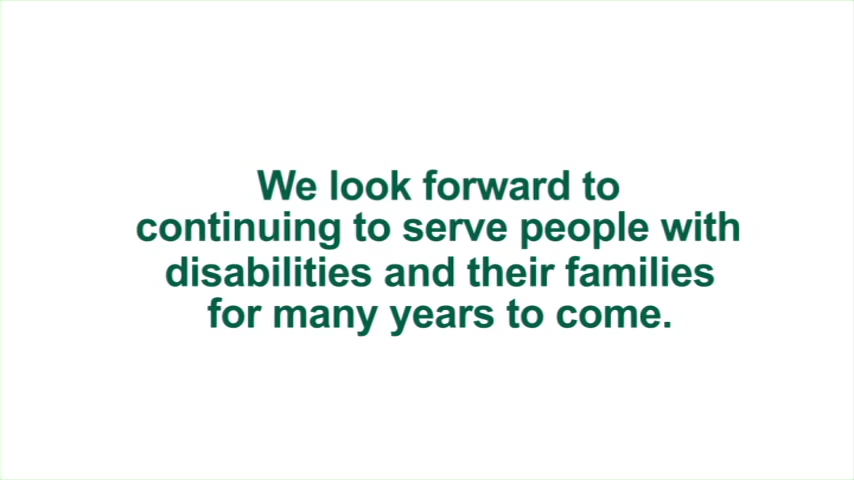 We look forward to
continuing to serve people with
disabilities and their families
for many years to come.